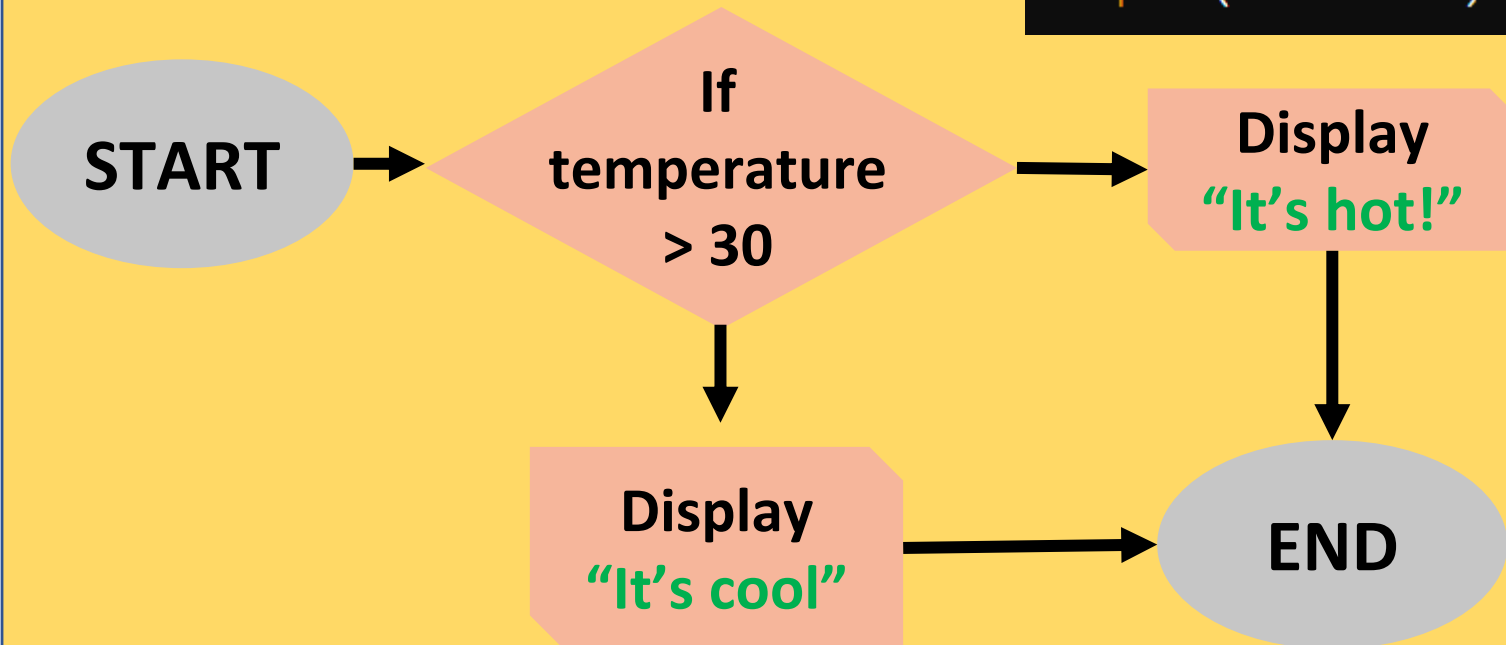 START
If
temperature
> 30
Display
“It’s hot!”
Display
“It’s cool”
END